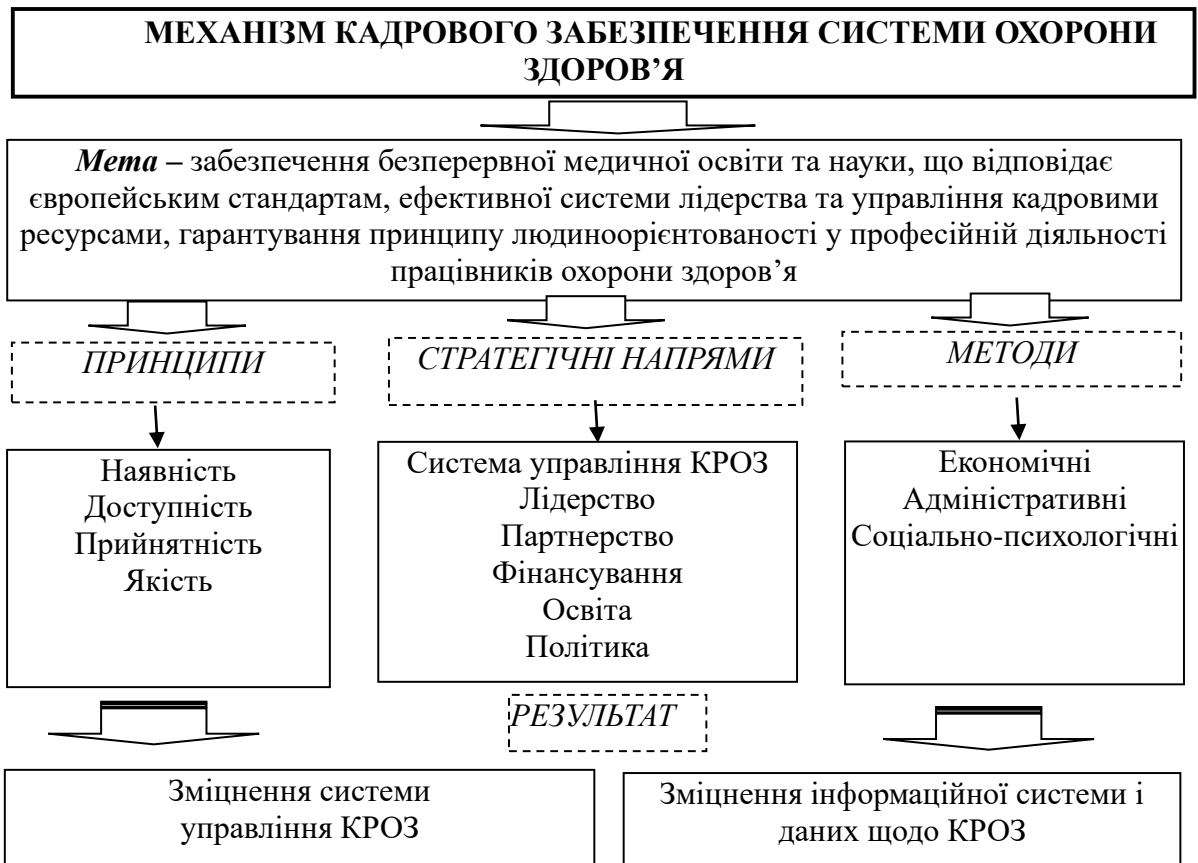 МЕХАНІЗМ КАДРОВОГО ЗАБЕЗПЕЧЕННЯ СИСТЕМИ ОХОРОНИ
ЗДОРОВ’Я
Мета – забезпечення безперервної медичної освіти та науки, що відповідає
європейським стандартам, ефективної системи лідерства та управління кадровими
ресурсами, гарантування принципу людиноорієнтованості у професійній діяльності
працівників охорони здоров’я
ПРИНЦИПИ
СТРАТЕГІЧНІ НАПРЯМИ
МЕТОДИ
Наявність
Доступність
Прийнятність
Якість
Система управління КРОЗ
Лідерство
Партнерство
Фінансування
Освіта
Політика
Економічні
Адміністративні
Соціально-психологічні
РЕЗУЛЬТАТ
Зміцнення системи
управління КРОЗ
Зміцнення інформаційної системи і
даних щодо КРОЗ